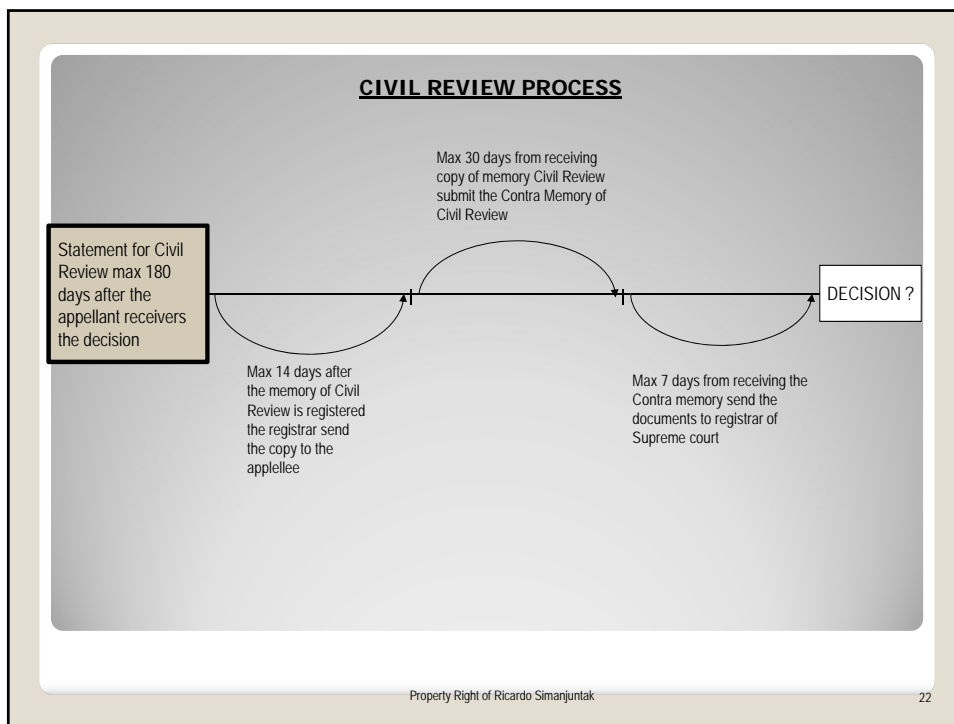 CIVIL REVIEW PROCESS
Max 30 days from receiving
copy of memory Civil Review
submit the Contra Memory of
Civil Review
Statement for Civil
Review max 180
days after the
appellant receivers
the decision
DECISION ?
Max 14 days after
the memory of Civil
Review is registered
the registrar send
the copy to the
applellee
Max 7 days from receiving the
Contra memory send the
documents to registrar of
Supreme court
Property Right of Ricardo Simanjuntak
22